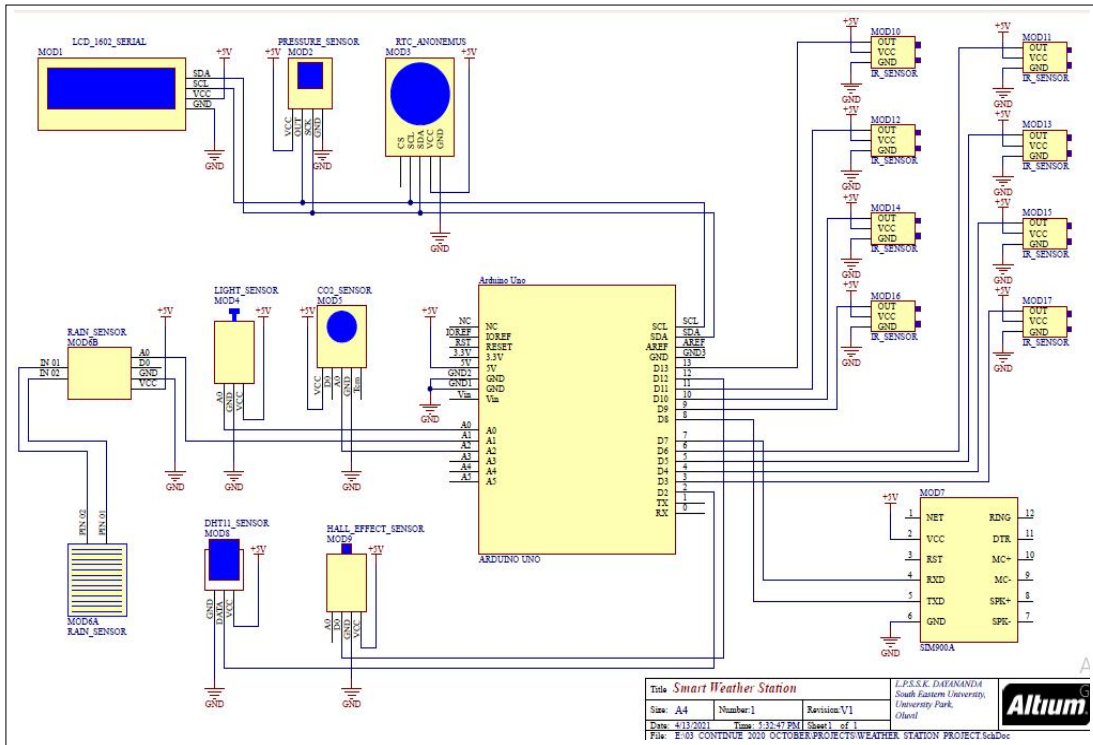 LCD_1602_SERIAL
MOD1
SDA
SCL
VCC
GND
+5V
GND
PRESSURE_SENSOR
MOD2
+5V
VCC
OUT
SCK
GND
GND
RTC_ANONEMUS
MOD3
+5V
CS
SCL
SDA
VCC
GND
GND
MOD10
+5V
OUT
VCC
GND
IR_SENSOR
GND
MOD11
+5V
OUT
VCC
GND
IR_SENSOR
GND
MOD12
+5V
OUT
VCC
GND
IR_SENSOR
GND
MOD13
+5V
OUT
VCC
GND
IR_SENSOR
GND
MOD14
+5V
OUT
VCC
GND
IR_SENSOR
GND
MOD15
+5V
OUT
VCC
GND
IR_SENSOR
GND
MOD16
+5V
OUT
VCC
GND
IR_SENSOR
GND
MOD17
+5V
OUT
VCC
GND
IR_SENSOR
GND
RAIN_SENSOR
MOD6B
+5V
IN 01
IN 02
A0
D0
GND
VCC
GND
PIN 02
PIN 01
MOD6A
RAIN_SENSOR
LIGHT_SENSOR
MOD4
+5V
A0
GND
VCC
GND
CO2_SENSOR
MOD5
+5V
VCC
D0
A0
GND
GND
Arduino Uno
NC NC
IOREF IOREF
RST RESET
3.3V 3.3V
5V 5V
GND2 GND
GND1 GND
Vin Vin
A0 A0
A1 A1
A2 A2
A3 A3
A4 A4
A5 A5
+5V
GND
SCL SCL
SDA SDA
AREF AREF
GND GND3
D13 13
D12 12
D11 11
D10 10
D9 9
D8 8
D7 7
D6 6
D5 5
D4 4
D3 3
D2 2
TX 1
RX 0
ARDUINO UNO
DHT11_SENSOR
MOD8
+5V
GND
DATA
VCC
GND
HALL_EFFECT_SENSOR
MOD9
+5V
A0
D0
GND
VCC
GND
MOD7
+5V
1 NET RING 12
2 VCC DTR 11
3 RST MC+ 10
4 RXD MC- 9
5 TXD SPK+ 8
6 GND SPK- 7
GND
SIM900A
Title Smart Weather Station
Size: A4 Number:1 Revision:V1
Date: 4/13/2021 Time: 5:32:47 PM Sheet1 of 1
File: E:\03 CONTINUE 2020 OCTOBER\PROJECTS\WEATHER STATION PROJECT.SchDoc
L.P.S.S.K. DAYANANDA
South Eastern University,
University Park,
Oluvil
Altium